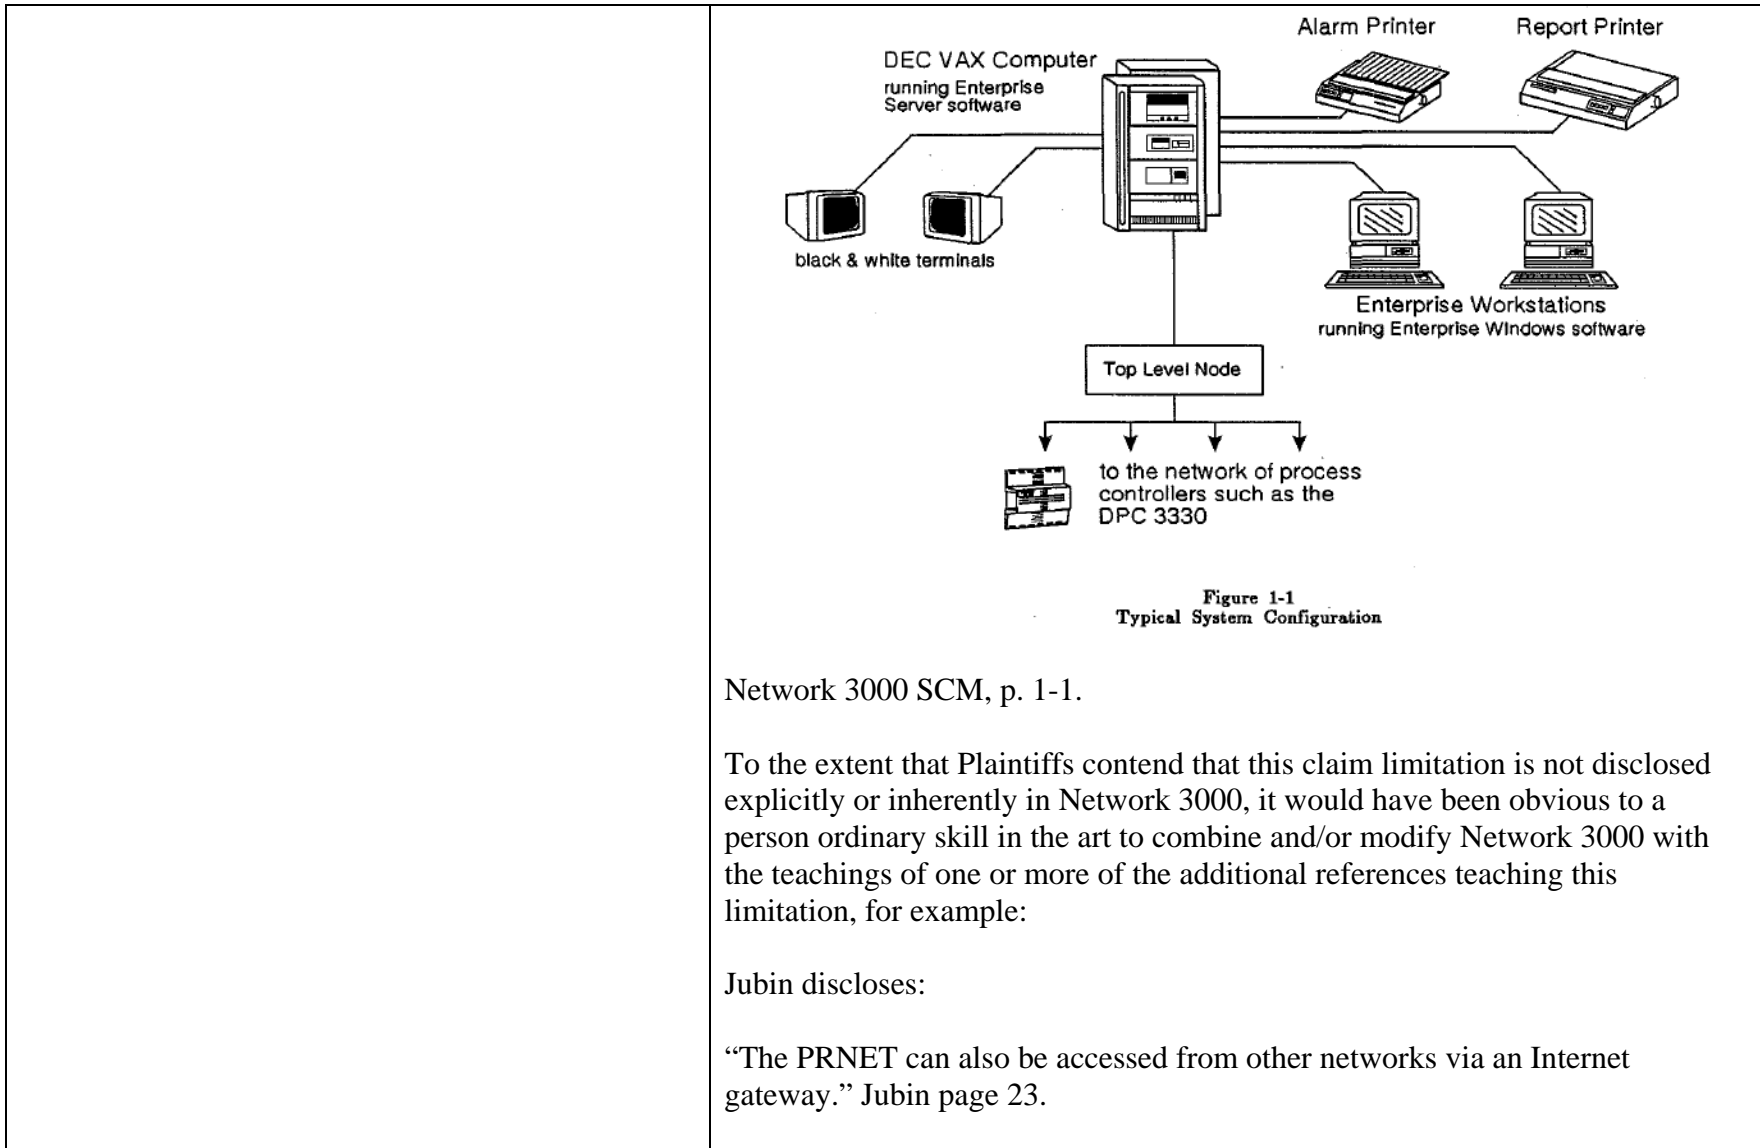 Alarm Printer
Report Printer
DEC VAX Computer
running Enterprise
Server software
black & white terminals
Enterprise Workstations
running Enterprise Windows software
Top Level Node
to the network of process
controllers such as the
DPC 3330
Figure 1-1
Typical System Configuration
Network 3000 SCM, p. 1-1.
To the extent that Plaintiffs contend that this claim limitation is not disclosed
explicitly or inherently in Network 3000, it would have been obvious to a
person ordinary skill in the art to combine and/or modify Network 3000 with
the teachings of one or more of the additional references teaching this
limitation, for example:
Jubin discloses:
“The PRNET can also be accessed from other networks via an Internet
gateway.” Jubin page 23.